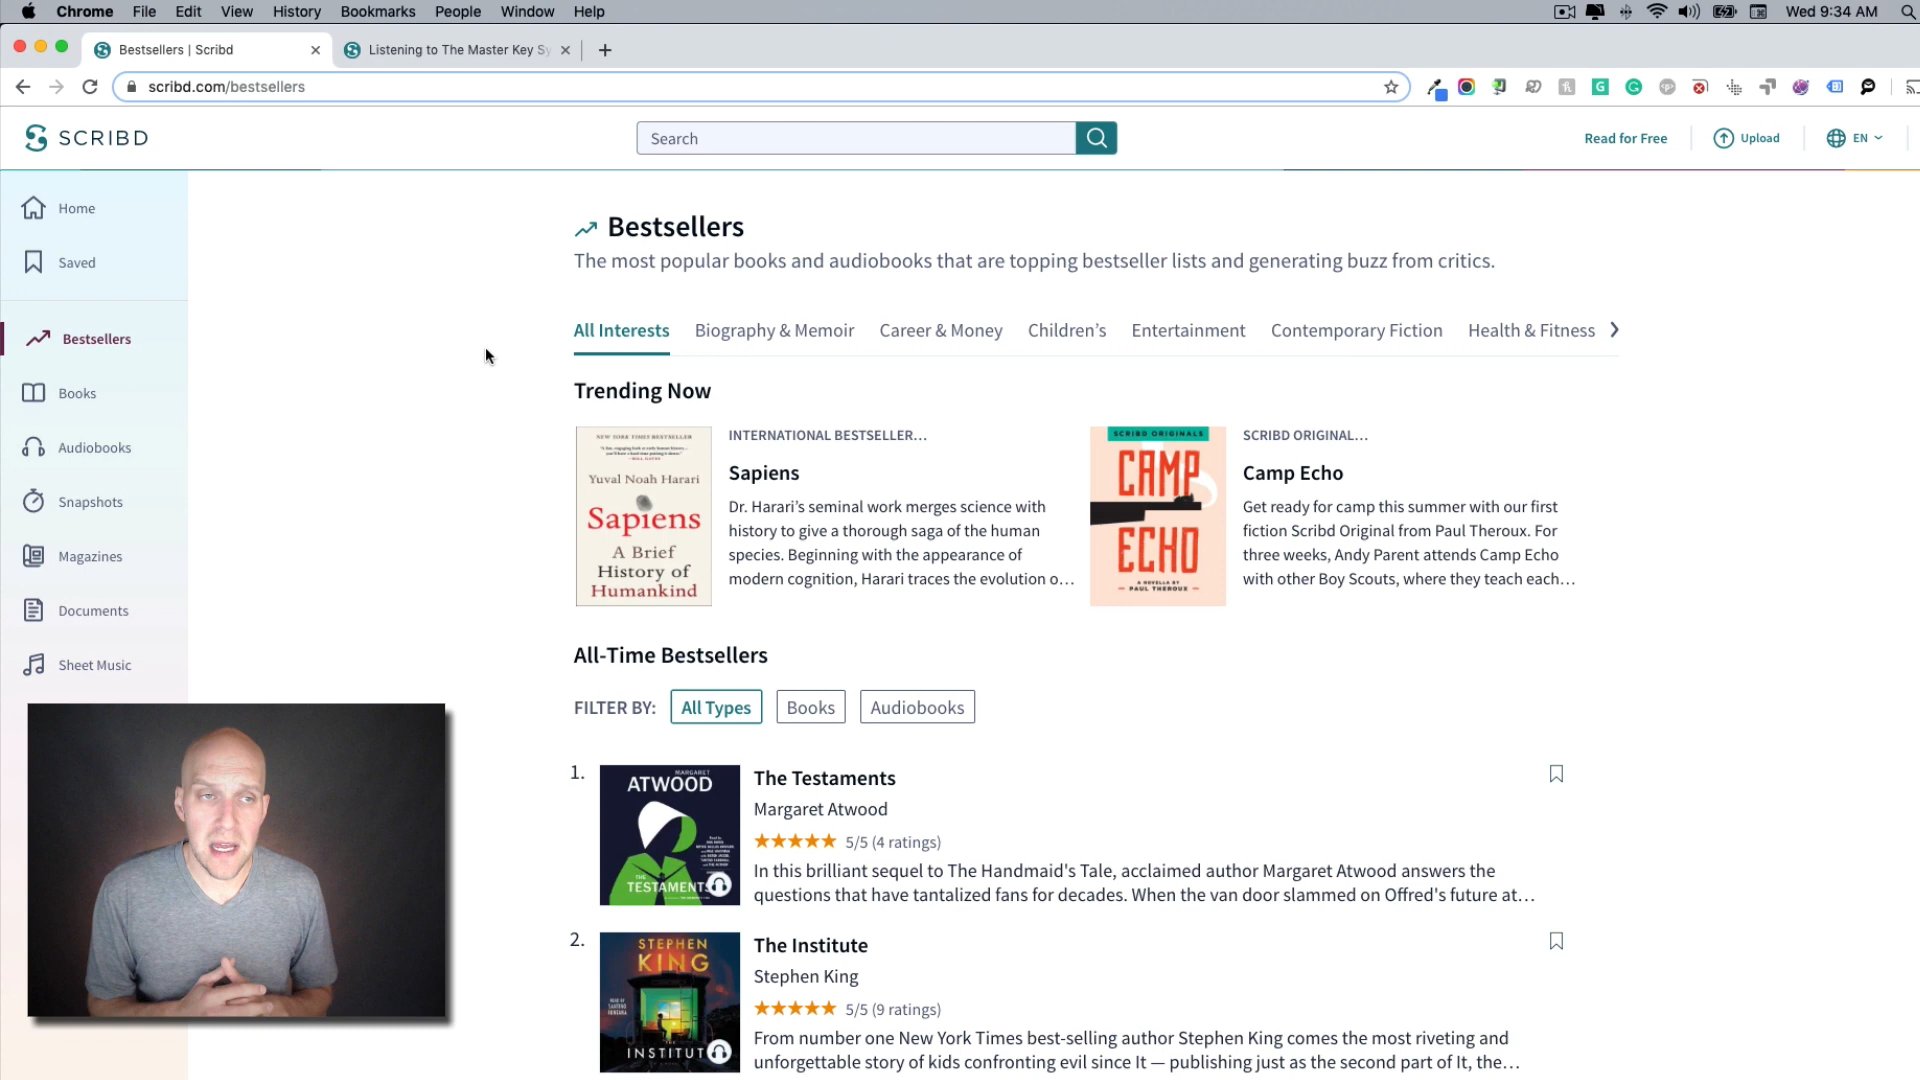 Chrome File Edit View History Bookmarks People Window Help Wed 9:34 AM
Bestsellers | Scribd
Listening to The Master Key Sy
scribd.com/bestsellers
SCRIBD
Search
Read for Free
Upload
EN
Home
Saved
Bestsellers
Books
Audiobooks
Snapshots
Magazines
Documents
Sheet Music
Bestsellers
The most popular books and audiobooks that are topping bestseller lists and generating buzz from critics.
All Interests Biography & Memoir Career & Money Children's Entertainment Contemporary Fiction Health & Fitness
Trending Now
NEW YORK TIMES BESTSELLER
Yuval Noah Harari
Sapiens
A Brief
History of
Humankind
INTERNATIONAL BESTSELLER...
Sapiens
Dr. Harari's seminal work merges science with
history to give a thorough saga of the human
species. Beginning with the appearance of
modern cognition, Harari traces the evolution o...
SCRIBD ORIGINALS
CAMP
ECHO
A NOVELLA BY
PAUL THEROUX
SCRIBD ORIGINAL...
Camp Echo
Get ready for camp this summer with our first
fiction Scribd Original from Paul Theroux. For
three weeks, Andy Parent attends Camp Echo
with other Boy Scouts, where they teach each...
All-Time Bestsellers
FILTER BY: All Types Books Audiobooks
1.
MARGARET
ATWOOD
THE
TESTAMENTS
The Testaments
Margaret Atwood
5/5 (4 ratings)
In this brilliant sequel to The Handmaid's Tale, acclaimed author Margaret Atwood answers the
questions that have tantalized fans for decades. When the van door slammed on Offred's future at...
2.
STEPHEN
KING
THE
INSTITUT
The Institute
Stephen King
5/5 (9 ratings)
From number one New York Times best-selling author Stephen King comes the most riveting and
unforgettable story of kids confronting evil since It — publishing just as the second part of It, the...